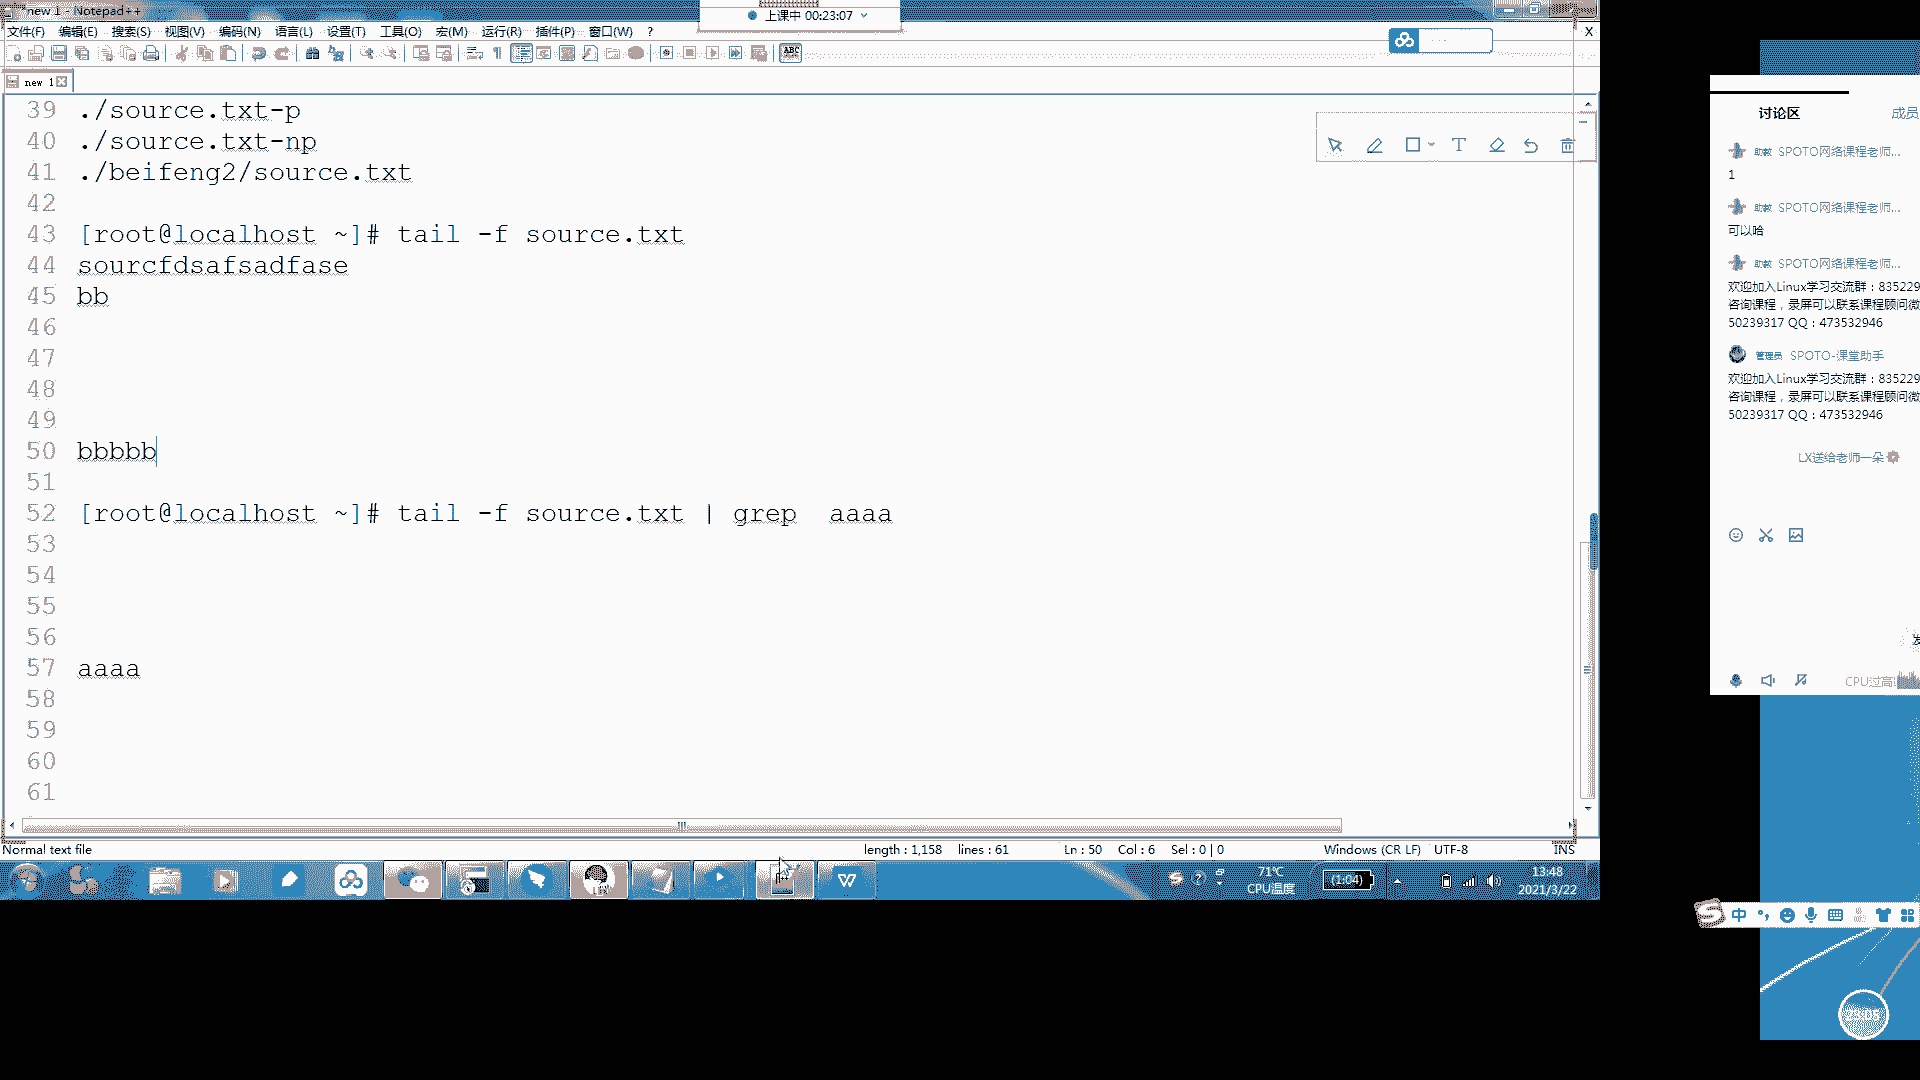 new 1 - Notepad++
上课中 00:23:07
文件(F) 编辑(E) 搜索(S) 视图(V) 编码(N) 语言(L) 设置(T) 工具(O) 宏(M) 运行(R) 插件(P) 窗口(W) ?
X
ABC
new 1
39 ./source.txt-p
40 ./source.txt-np
41 ./beifeng2/source.txt
42
43 [root@localhost ~]# tail -f source.txt
44 sourcfdsafsadfase
45 bb
46
47
48
49
50 bbbbb
51
52 [root@localhost ~]# tail -f source.txt | grep  aaaa
53
54
55
56
57 aaaa
58
59
60
61
Normal text file
length : 1,158 lines : 61
Ln : 50 Col : 6 Sel : 0 | 0
Windows (CR LF) UTF-8 INS
71℃
CPU温度
(1:04)
13:48
2021/3/22
讨论区 成员
助教 SPOTO网络课程老师...
1
助教 SPOTO网络课程老师...
可以哈
助教 SPOTO网络课程老师...
欢迎加入Linux学习交流群：835229
咨询课程，录屏可以联系课程顾问微
50239317 QQ：473532946
管理员 SPOTO-课堂助手
欢迎加入Linux学习交流群：835229
咨询课程，录屏可以联系课程顾问微
50239317 QQ：473532946
LX送给老师一朵
CPU过高!
中